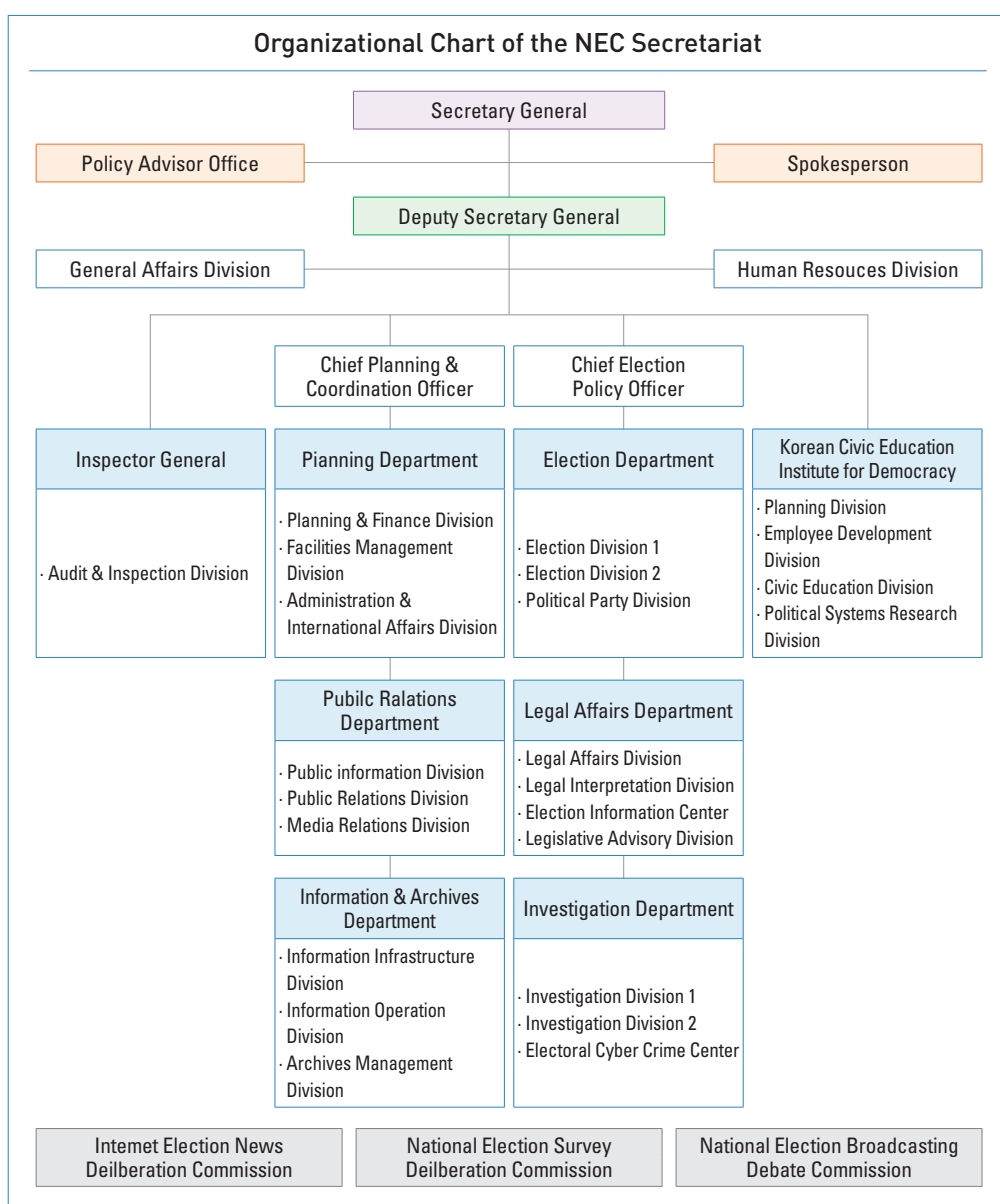 Organizational Chart of the NEC Secretariat
Secretary General
Policy Advisor Office
Spokesperson
Deputy Secretary General
General Affairs Division
Human Resouces Division
Chief Planning &
Coordination Officer
Chief Election
Policy Officer
Inspector General
· Audit & Inspection Division
Pianning Department
· Planning & Finance Division
· Facilities Management
Division
· Administration &
International Affairs Division
Election Department
· Election Division 1
· Election Division 2
· Political Party Division
Korean Civic Education
Institute for Democracy
· Planning Division
· Employee Development
Division
· Civic Education Division
· Political Systems Research
Division
Pubilc Ralations
Department
· Public information Division
· Public Relations Division
· Media Relations Division
Legal Affairs Department
· Legal Affairs Division
· Legal Interpretation Division
· Election Information Center
· Legislative Advisory Division
Information & Archives
Department
· Information Infrastructure
Division
· Information Operation
Division
· Archives Management
Division
Investigation Department
· Investigation Division 1
· Investigation Division 2
· Electoral Cyber Crime Center
Intemet Election News
Deilberation Commission
National Election Survey
Deilberation Commission
National Election Broadcasting
Debate Commission